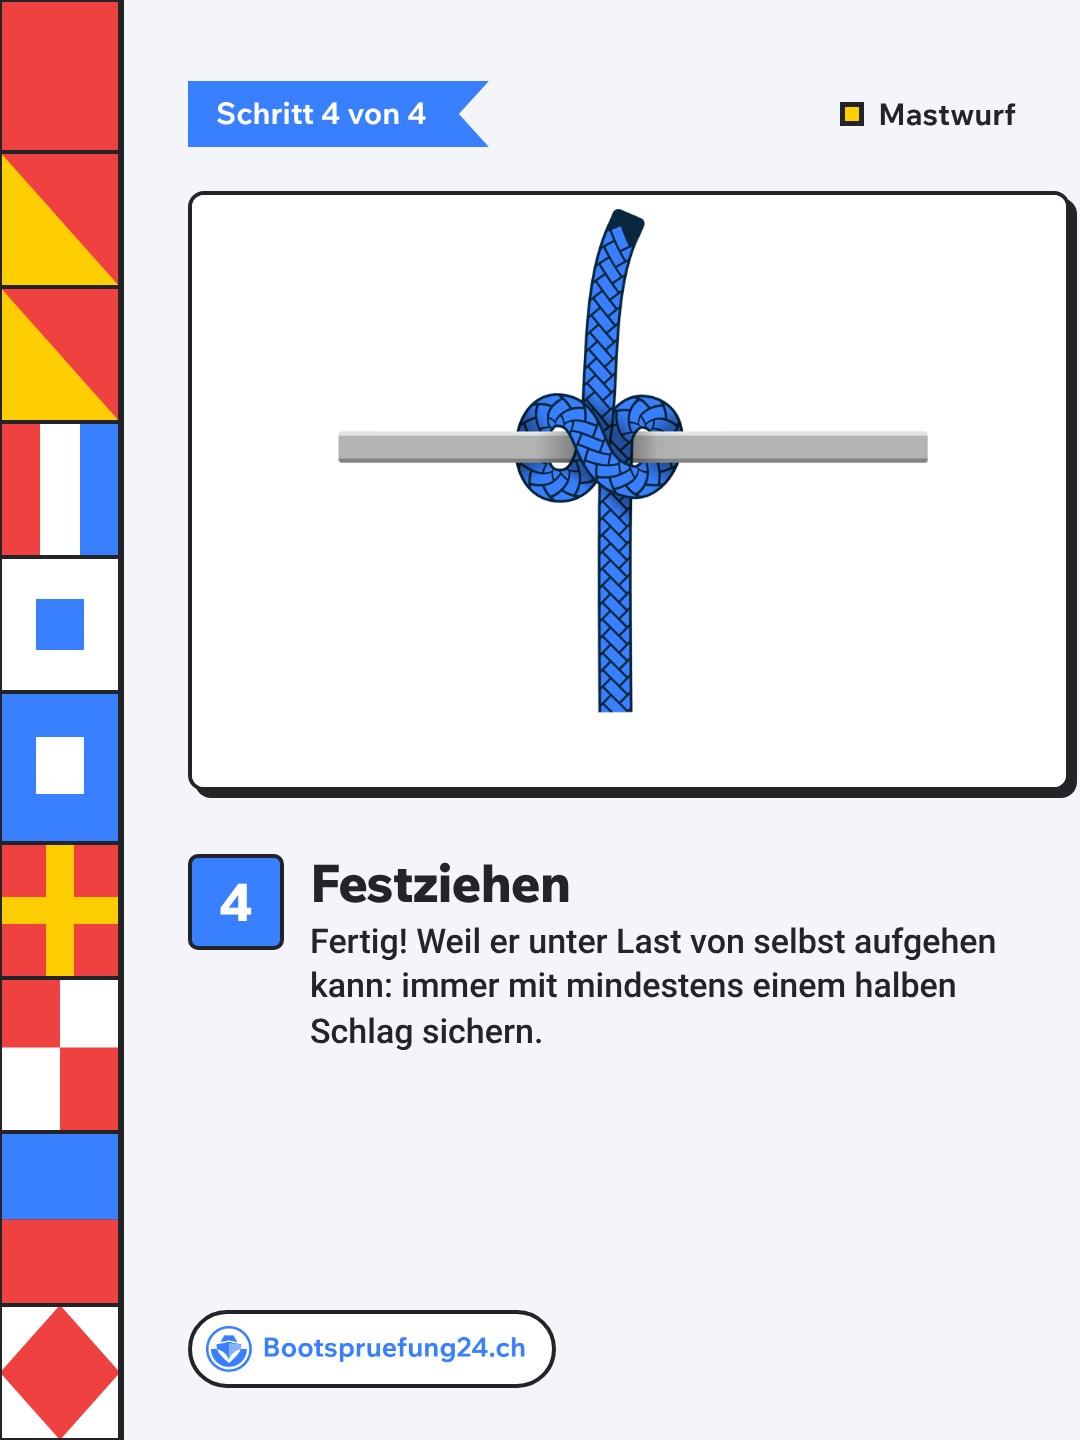 Schritt 4 von 4
Mastwurf
4
Festziehen
Fertig! Weil er unter Last von selbst aufgehen
kann: immer mit mindestens einem halben
Schlag sichern.
Bootspruefung24.ch